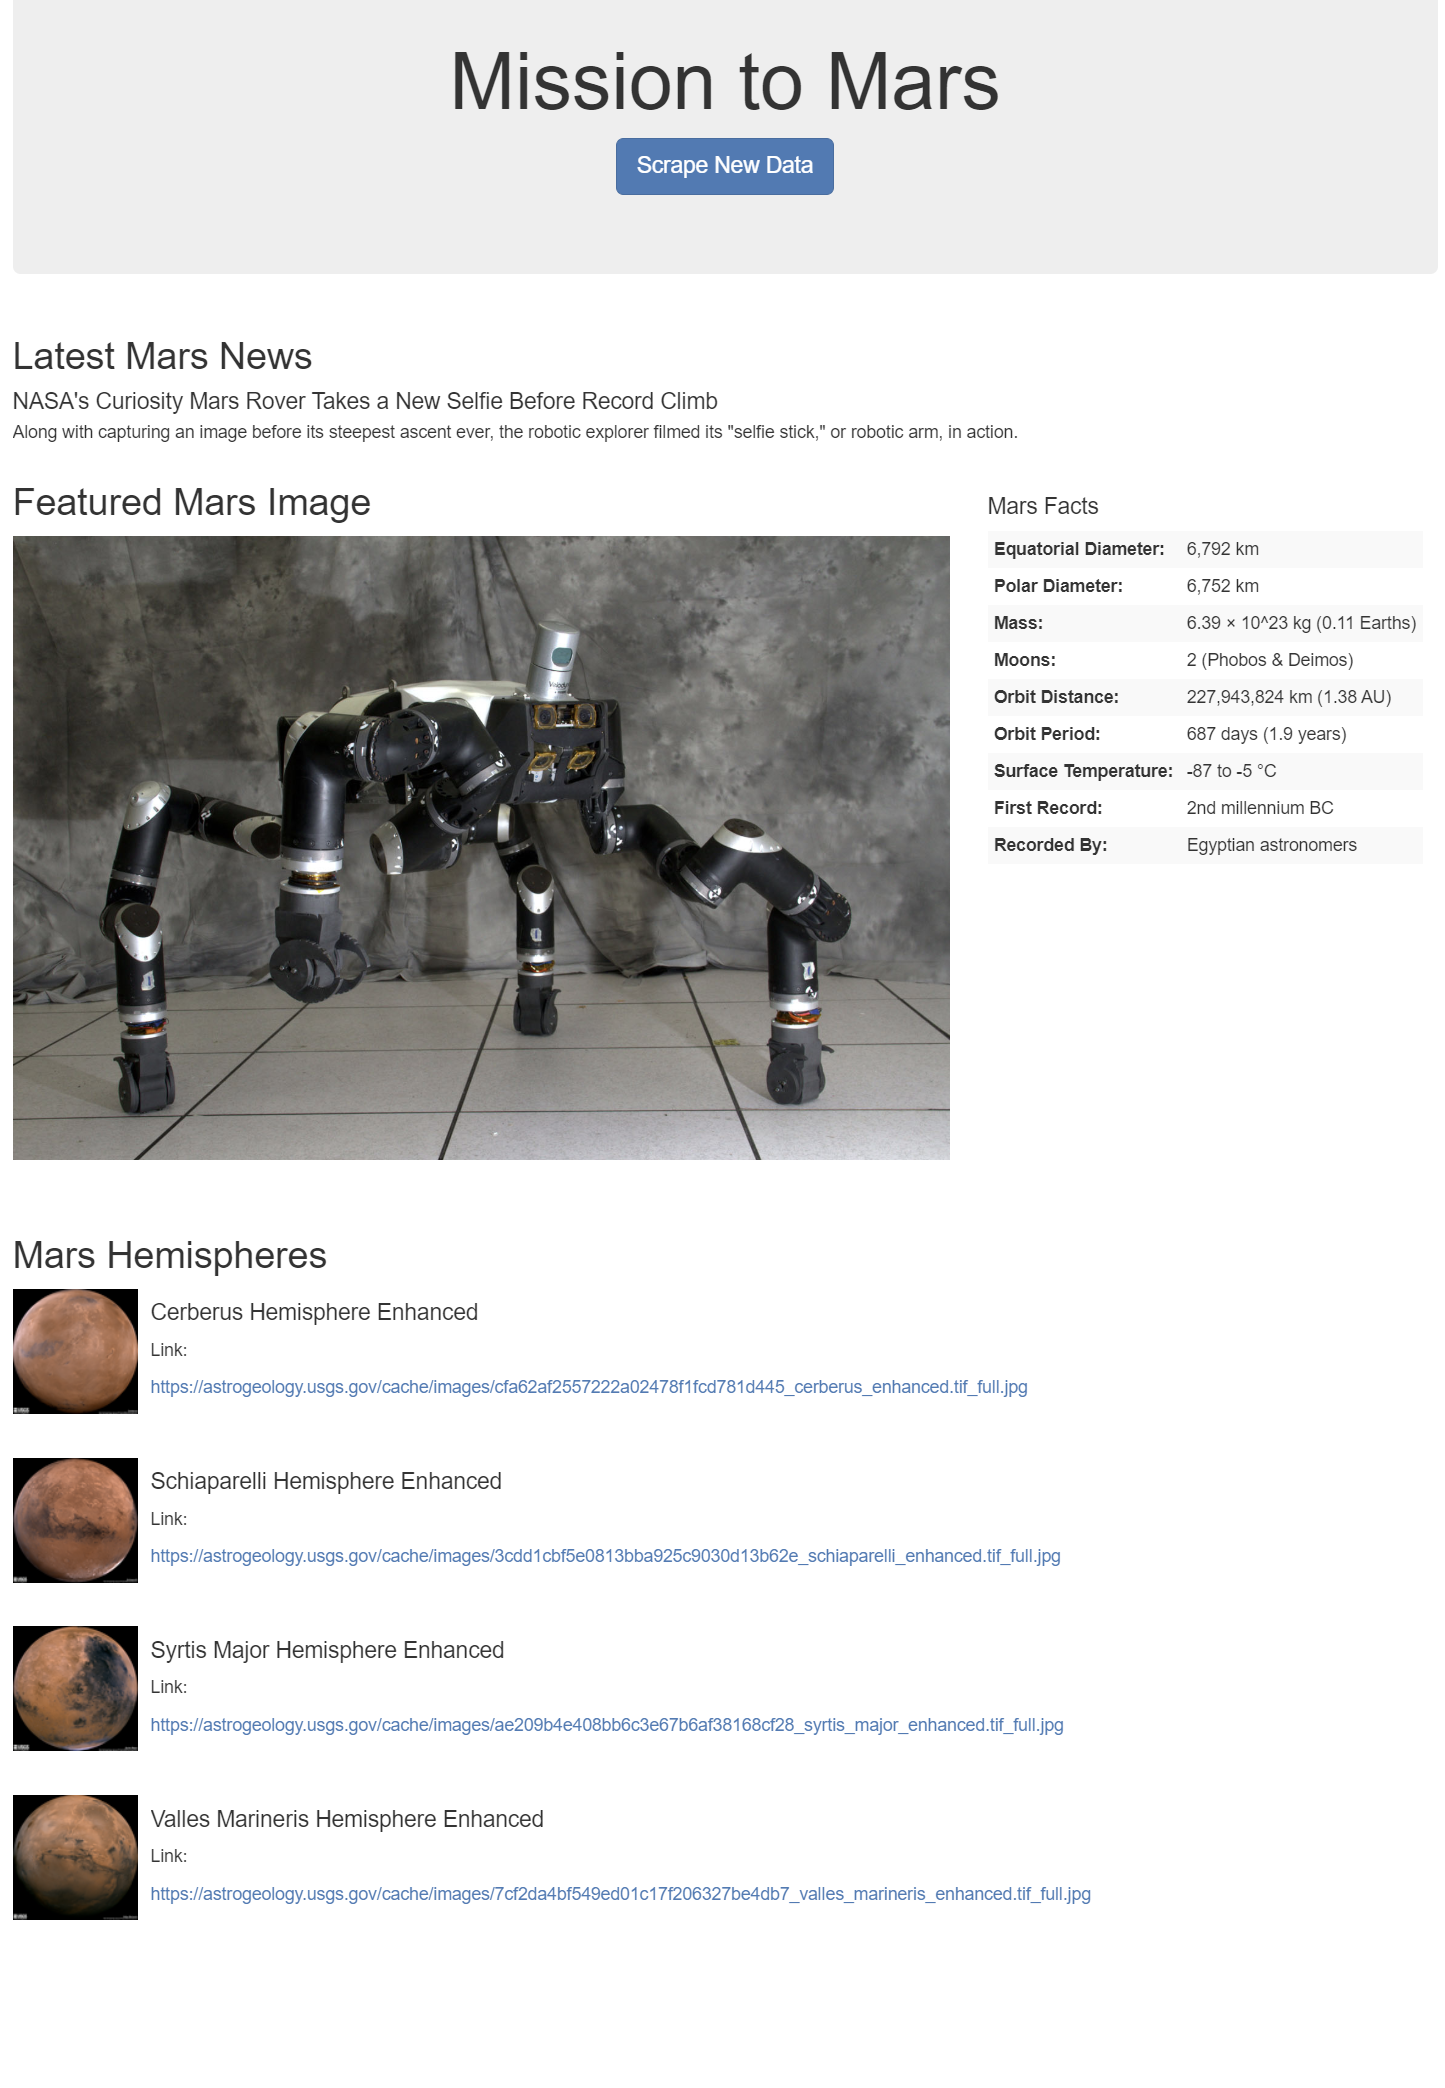 Mission to Mars
Scrape New Data
Latest Mars News
NASA's Curiosity Mars Rover Takes a New Selfie Before Record Climb
Along with capturing an image before its steepest ascent ever, the robotic explorer filmed its "selfie stick," or robotic arm, in action.
Featured Mars Image
Mars Facts
Equatorial Diameter: 6,792 km
Polar Diameter: 6,752 km
Mass: 6.39 × 10^23 kg (0.11 Earths)
Moons: 2 (Phobos & Deimos)
Orbit Distance: 227,943,824 km (1.38 AU)
Orbit Period: 687 days (1.9 years)
Surface Temperature: -87 to -5 °C
First Record: 2nd millennium BC
Recorded By: Egyptian astronomers
Mars Hemispheres
Cerberus Hemisphere Enhanced
Link:
https://astrogeology.usgs.gov/cache/images/cfa62af2557222a02478f1fcd781d445_cerberus_enhanced.tif_full.jpg
Schiaparelli Hemisphere Enhanced
Link:
https://astrogeology.usgs.gov/cache/images/3cdd1cbf5e0813bba925c9030d13b62e_schiaparelli_enhanced.tif_full.jpg
Syrtis Major Hemisphere Enhanced
Link:
https://astrogeology.usgs.gov/cache/images/ae209b4e408bb6c3e67b6af38168cf28_syrtis_major_enhanced.tif_full.jpg
Valles Marineris Hemisphere Enhanced
Link:
https://astrogeology.usgs.gov/cache/images/7cf2da4bf549ed01c17f206327be4db7_valles_marineris_enhanced.tif_full.jpg